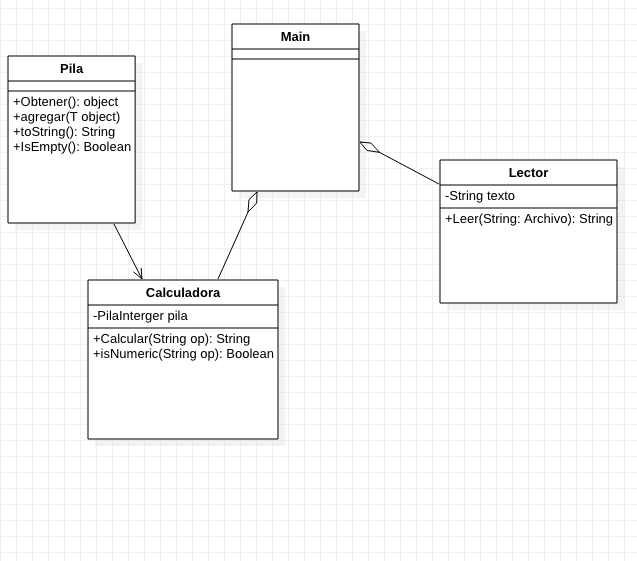 Main
Pila
+Obtener(): object
+agregar(T object)
+toString(): String
+IsEmpty(): Boolean
Lector
-String texto
+Leer(String: Archivo): String
Calculadora
-PilaInterger pila
+Calcular(String op): String
+isNumeric(String op): Boolean